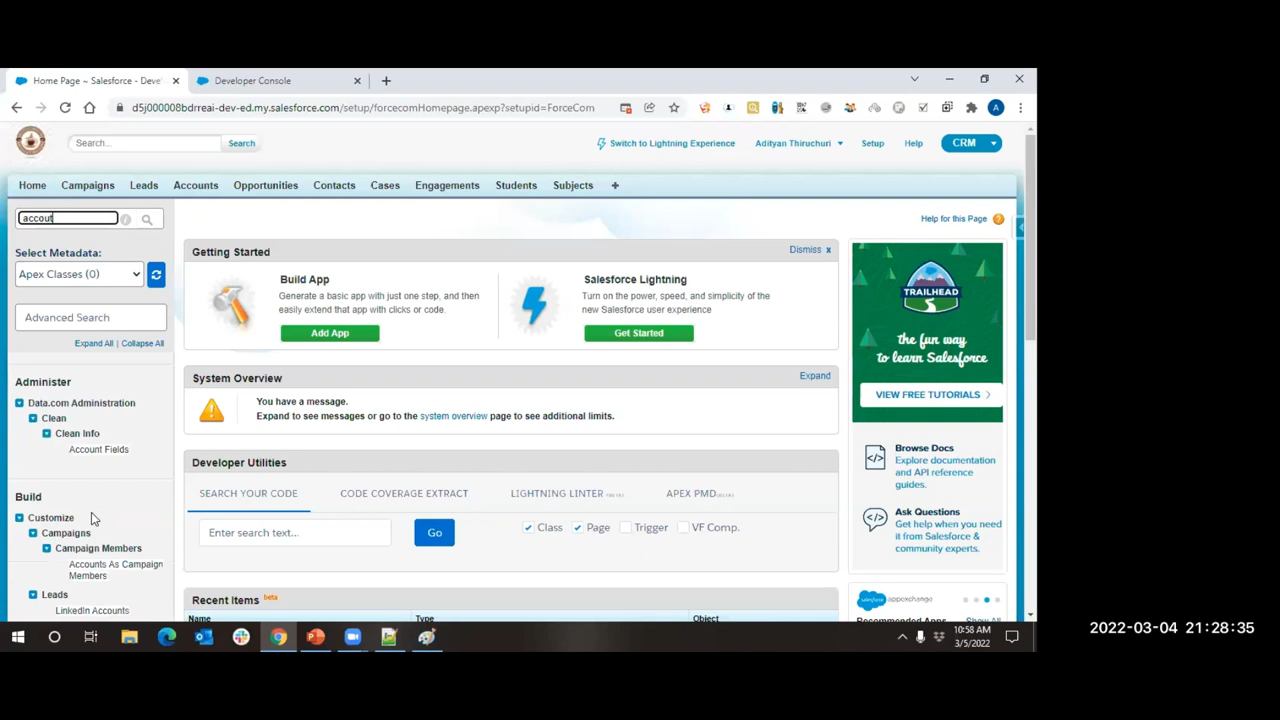 Home Page ~ Salesforce - Deve
Developer Console
d5j000008bdrreai-dev-ed.my.salesforce.com/setup/forcecomHomepage.apexp?setupid=ForceCom
A
Search...
Search
Switch to Lightning Experience
Adityan Thiruchuri
Setup
Help
CRM
Home
Campaigns
Leads
Accounts
Opportunities
Contacts
Cases
Engagements
Students
Subjects
accout
Help for this Page
Select Metadata:
Apex Classes (0)
Advanced Search
Expand All | Collapse All
Administer
Data.com Administration
Clean
Clean Info
Account Fields
Build
Customize
Campaigns
Campaign Members
Accounts As Campaign
Members
Leads
LinkedIn Accounts
Getting Started
Dismiss x
Build App
Generate a basic app with just one step, and then
easily extend that app with clicks or code.
Add App
Salesforce Lightning
Turn on the power, speed, and simplicity of the
new Salesforce user experience
Get Started
System Overview
Expand
You have a message.
Expand to see messages or go to the system overview page to see additional limits.
Developer Utilities
SEARCH YOUR CODE
CODE COVERAGE EXTRACT
LIGHTNING LINTER
APEX PMD
Enter search text...
Go
Class
Page
Trigger
VF Comp.
Recent Items beta
Name
Type
Object
TRAILHEAD
the fun way
to learn Salesforce
VIEW FREE TUTORIALS
Browse Docs
Explore documentation
and API reference
guides.
Ask Questions
Get help when you need
it from Salesforce &
community experts.
salesforce appexchange
Recommended Apps
Show All
10:58 AM
3/5/2022
2022-03-04 21:28:35